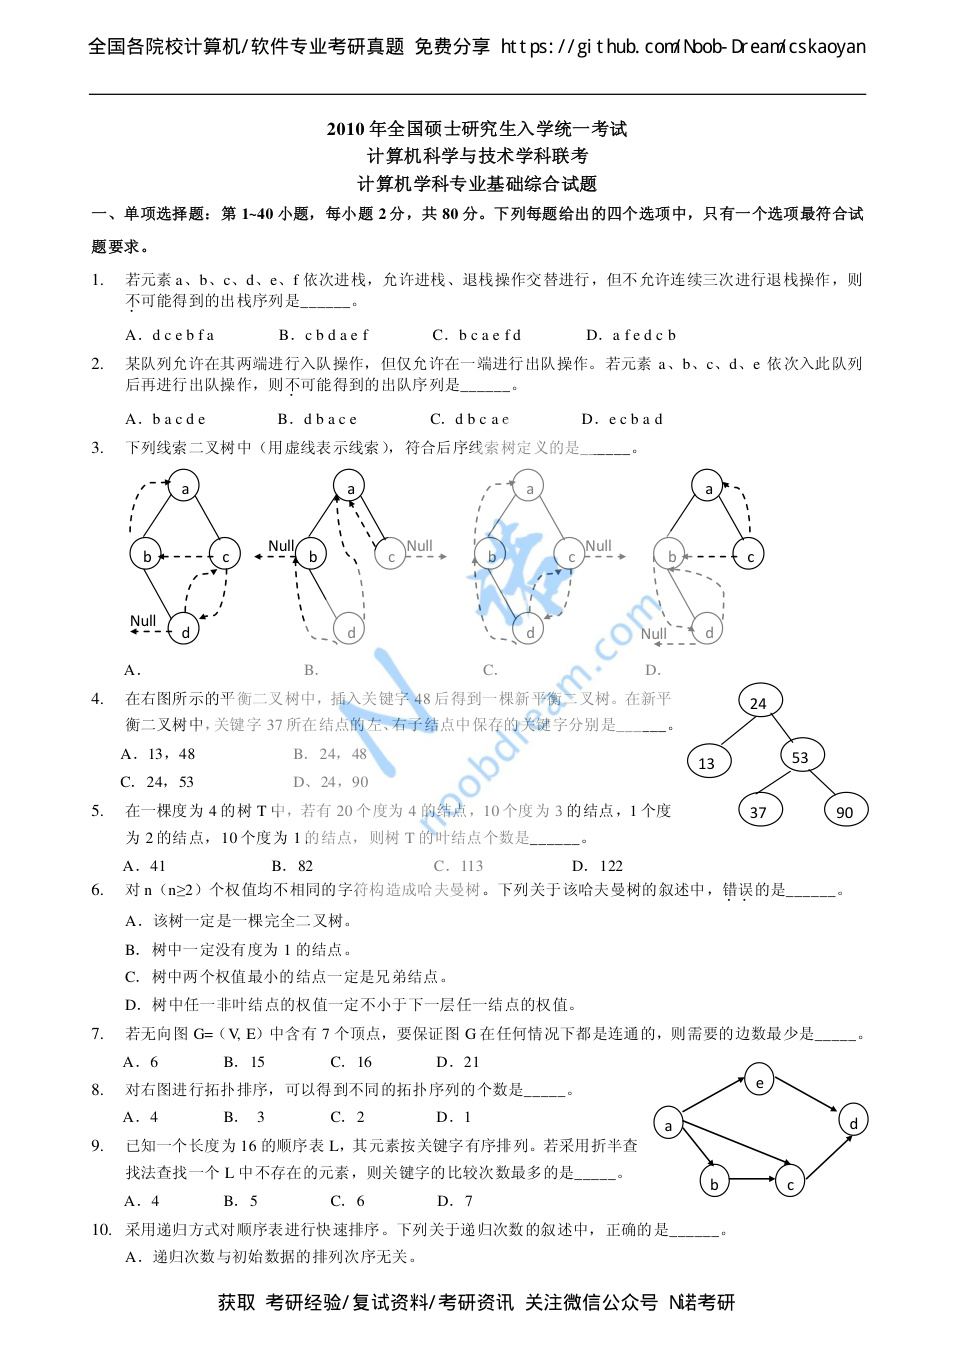 全国各院校计算机/软件专业考研真题 免费分享 https://github.com/Noob-Dream/cskaoyan
2010 年全国硕士研究生入学统一考试
计算机科学与技术学科联考
计算机学科专业基础综合试题
一、单项选择题：第 1~40 小题，每小题 2 分，共 80 分。下列每题给出的四个选项中，只有一个选项最符合试
题要求。
1. 若元素 a、b、c、d、e、f 依次进栈，允许进栈、退栈操作交替进行，但不允许连续三次进行退栈操作，则
不可能得到的出栈序列是______。
A．d c e b f a B．c b d a e f C．b c a e f d D．a f e d c b
2. 某队列允许在其两端进行入队操作，但仅允许在一端进行出队操作。若元素 a、b、c、d、e 依次入此队列
后再进行出队操作，则不可能得到的出队序列是______。
A．b a c d e B．d b a c e C．d b c a e D．e c b a d
3. 下列线索二叉树中（用虚线表示线索），符合后序线索树定义的是______。
a a a a
b c Null b c Null b c Null b c
Null d d d Null d
A． B． C． D．
4. 在右图所示的平衡二叉树中，插入关键字 48 后得到一棵新平衡二叉树。在新平
衡二叉树中，关键字 37 所在结点的左、右子结点中保存的关键字分别是______。
A．13，48 B．24，48
C．24，53 D、24，90
24
13 53
37 90
5. 在一棵度为 4 的树 T 中，若有 20 个度为 4 的结点，10 个度为 3 的结点，1 个度
为 2 的结点，10 个度为 1 的结点，则树 T 的叶结点个数是______。
A．41 B．82 C．113 D．122
6. 对 n（n≥2）个权值均不相同的字符构造成哈夫曼树。下列关于该哈夫曼树的叙述中，错误的是______。
A．该树一定是一棵完全二叉树。
B．树中一定没有度为 1 的结点。
C．树中两个权值最小的结点一定是兄弟结点。
D．树中任一非叶结点的权值一定不小于下一层任一结点的权值。
7. 若无向图 G=（V, E）中含有 7 个顶点，要保证图 G 在任何情况下都是连通的，则需要的边数最少是_____。
A．6 B．15 C．16 D．21
8. 对右图进行拓扑排序，可以得到不同的拓扑序列的个数是_____。
A．4 B． 3 C．2 D．1
e
a d
b c
9. 已知一个长度为 16 的顺序表 L，其元素按关键字有序排列。若采用折半查
找法查找一个 L 中不存在的元素，则关键字的比较次数最多的是_____。
A．4 B．5 C．6 D．7
10. 采用递归方式对顺序表进行快速排序。下列关于递归次数的叙述中，正确的是______。
A．递归次数与初始数据的排列次序无关。
N诺
noobdream.com
获取 考研经验/复试资料/考研资讯 关注微信公众号 N诺考研